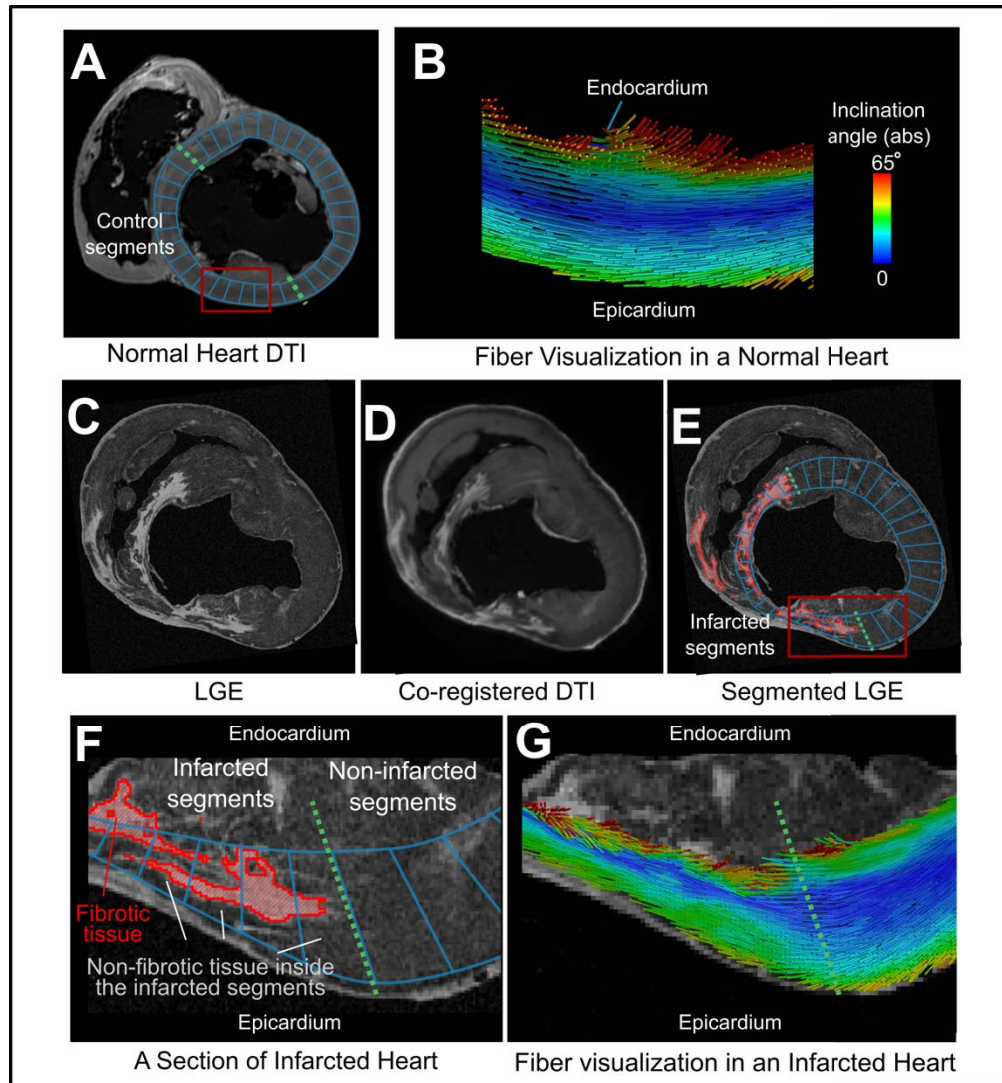 A
Control
segments
Normal Heart DTI
B
Endocardium
Inclination
angle (abs)
65°
0
Epicardium
Fiber Visualization in a Normal Heart
C
LGE
D
Co-registered DTI
E
Infarcted
segments
Segmented LGE
F
Endocardium
Infarcted
segments
Non-infarcted
segments
Fibrotic
tissue
Non-fibrotic tissue inside
the infarcted segments
Epicardium
A Section of Infarcted Heart
G
Endocardium
Epicardium
Fiber visualization in an Infarcted Heart